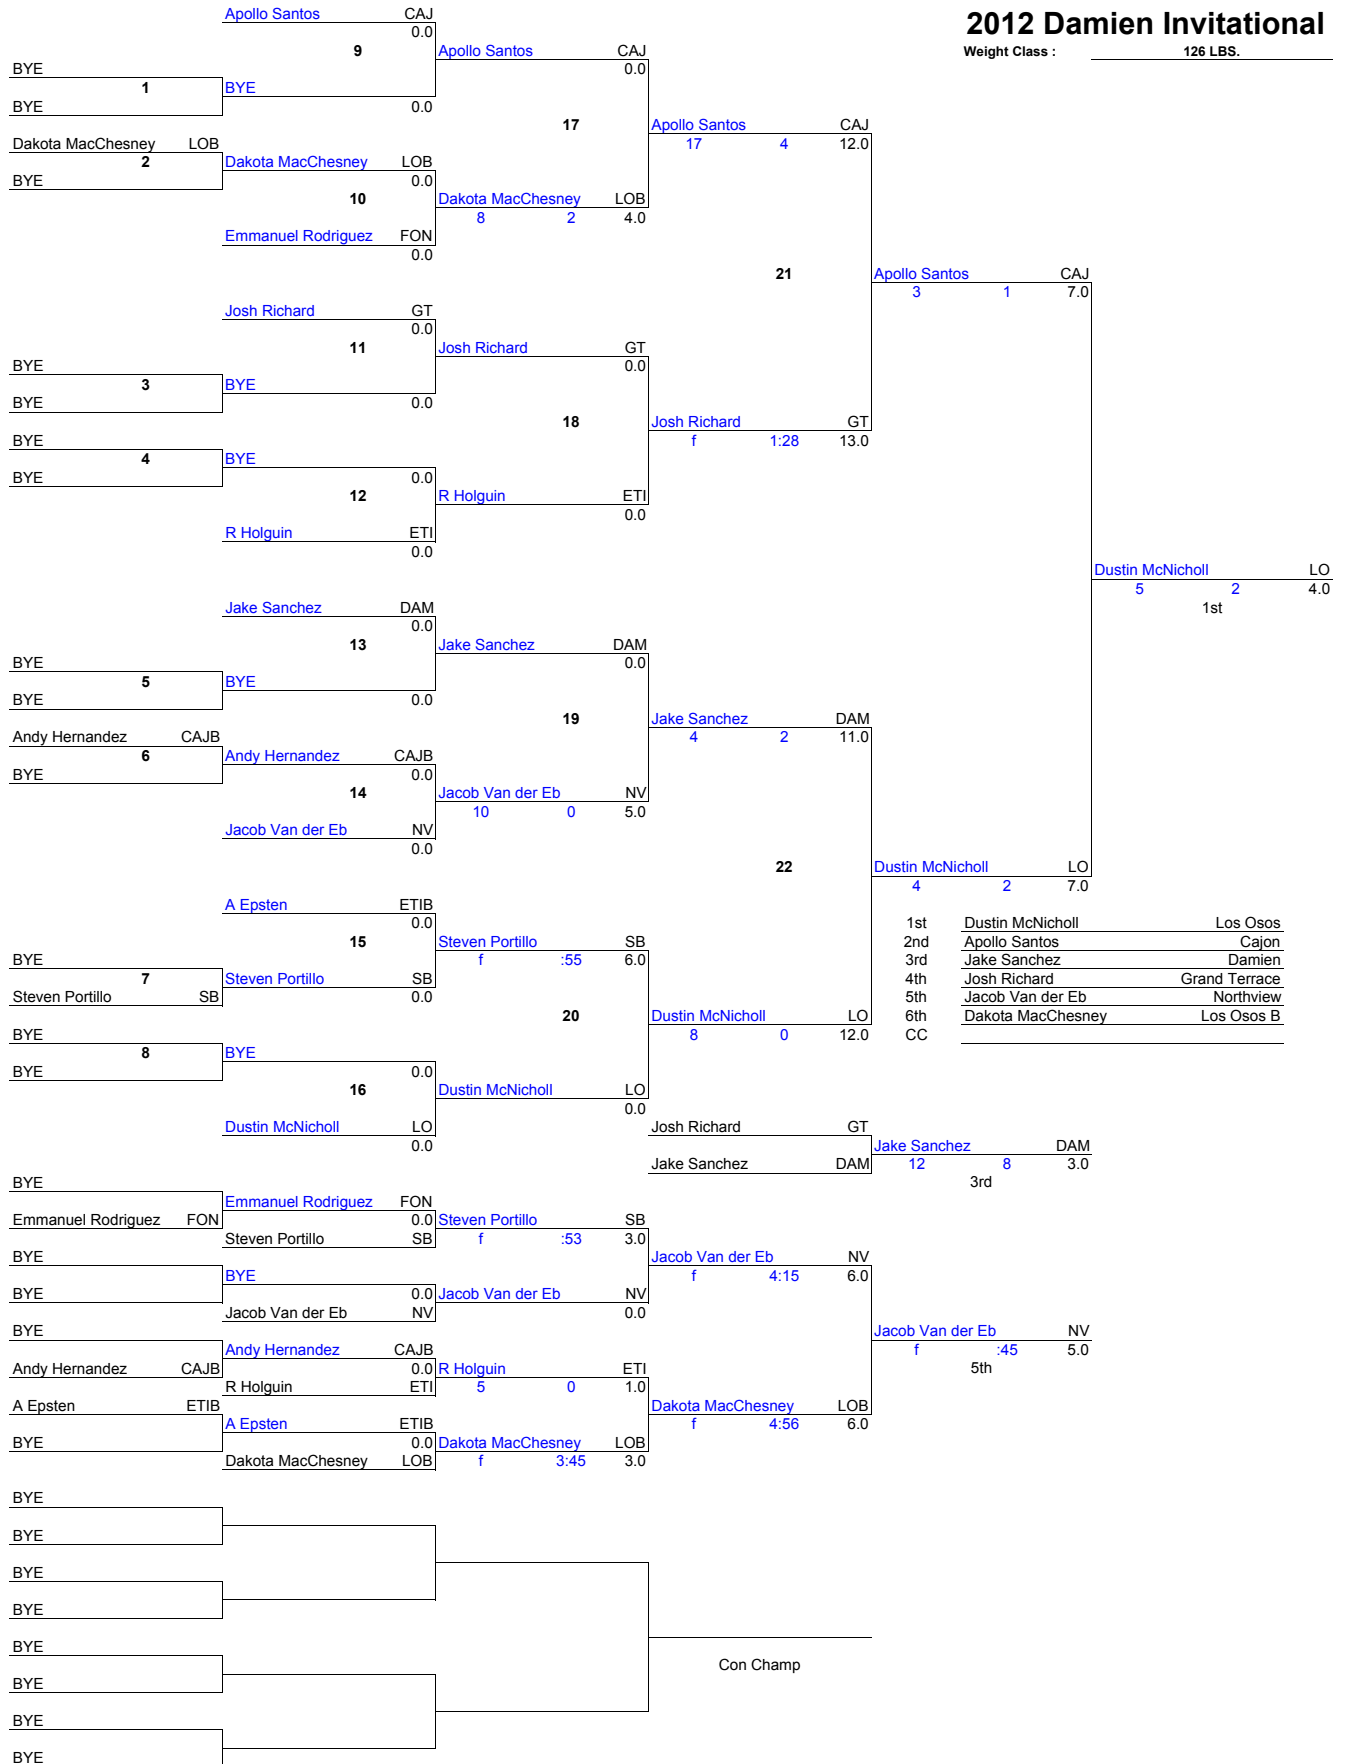 2012 Damien Invitational
Weight Class : 126 LBS.
Apollo Santos CAJ
0.0
9 Apollo Santos CAJ
BYE 0.0
1 BYE
BYE 0.0
17 Apollo Santos CAJ
Dakota MacChesney LOB 17 4 12.0
2 Dakota MacChesney LOB
BYE 0.0
10 Dakota MacChesney LOB
8 2 4.0
Emmanuel Rodriguez FON
0.0
21 Apollo Santos CAJ
3 1 7.0
Josh Richard GT
0.0
11 Josh Richard GT
BYE 0.0
3 BYE
BYE 0.0
18 Josh Richard GT
BYE f 1:28 13.0
4 BYE
BYE 0.0
12 R Holguin ETI
0.0
R Holguin ETI
0.0
Dustin McNicholl LO
5 2 4.0
1st
Jake Sanchez DAM
0.0
13 Jake Sanchez DAM
BYE 0.0
5 BYE
BYE 0.0
19 Jake Sanchez DAM
Andy Hernandez CAJB 4 2 11.0
6 Andy Hernandez CAJB
BYE 0.0
14 Jacob Van der Eb NV
10 0 5.0
Jacob Van der Eb NV
0.0
22 Dustin McNicholl LO
4 2 7.0
A Epsten ETIB
0.0
15 Steven Portillo SB
BYE f :55 6.0
7 Steven Portillo SB
Steven Portillo SB 0.0
20 Dustin McNicholl LO
BYE 8 0 12.0
8 BYE
BYE 0.0
16 Dustin McNicholl LO
0.0
Dustin McNicholl LO
0.0
1st Dustin McNicholl Los Osos
2nd Apollo Santos Cajon
3rd Jake Sanchez Damien
4th Josh Richard Grand Terrace
5th Jacob Van der Eb Northview
6th Dakota MacChesney Los Osos B
CC
Josh Richard GT
Jake Sanchez DAM
Jake Sanchez DAM
12 8 3.0
3rd
BYE
Emmanuel Rodriguez FON
Emmanuel Rodriguez FON
0.0
Steven Portillo SB
Steven Portillo SB
f :53 3.0
BYE
BYE
BYE
0.0
Jacob Van der Eb NV
Jacob Van der Eb NV
0.0
Jacob Van der Eb NV
f 4:15 6.0
BYE
Andy Hernandez CAJB
Andy Hernandez CAJB
0.0
R Holguin ETI
R Holguin ETI
5 0 1.0
A Epsten ETIB
BYE
A Epsten ETIB
0.0
Dakota MacChesney LOB
Dakota MacChesney LOB
f 3:45 3.0
Dakota MacChesney LOB
f 4:56 6.0
Jacob Van der Eb NV
f :45 5.0
5th
BYE
BYE
BYE
BYE
BYE
BYE
BYE
BYE
Con Champ